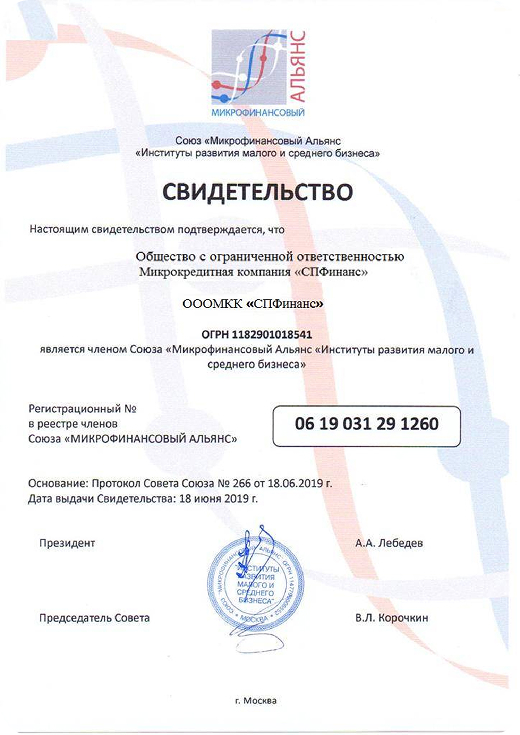 АЛЬЯНС
МИКРОФИНАНСОВЫЙ
Союз «Микрофинансовый Альянс
«Институты развития малого и среднего бизнеса»
СВИДЕТЕЛЬСТВО
Настоящим свидетельством подтверждается, что
Общество с ограниченной ответственностью
Микрокредитная компания «СПФинанс»
ОООМКК «СПФинанс»
ОГРН 1182901018541
является членом Союза «Микрофинансовый Альянс «Институты развития малого и
среднего бизнеса»
Регистрационный №
в реестре членов
Союза «МИКРОФИНАНСОВЫЙ АЛЬЯНС»
06 19 031 29 1260
Основание: Протокол Совета Союза № 266 от 18.06.2019 г.
Дата выдачи Свидетельства: 18 июня 2019 г.
Президент
А.А. Лебедев
ИНСТИТУТЫ
РАЗВИТИЯ
МАЛОГО И
СРЕДНЕГО
БИЗНЕСА"
СОЮЗ
МОСКВА
Председатель Совета
В.Л. Корочкин
г. Москва